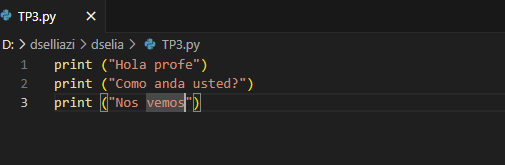 TP3.py
D: > dselliazi > dselia > TP3.py
1 print ("Hola profe")
2 print ("Como anda usted?")
3 print ("Nos vemos")